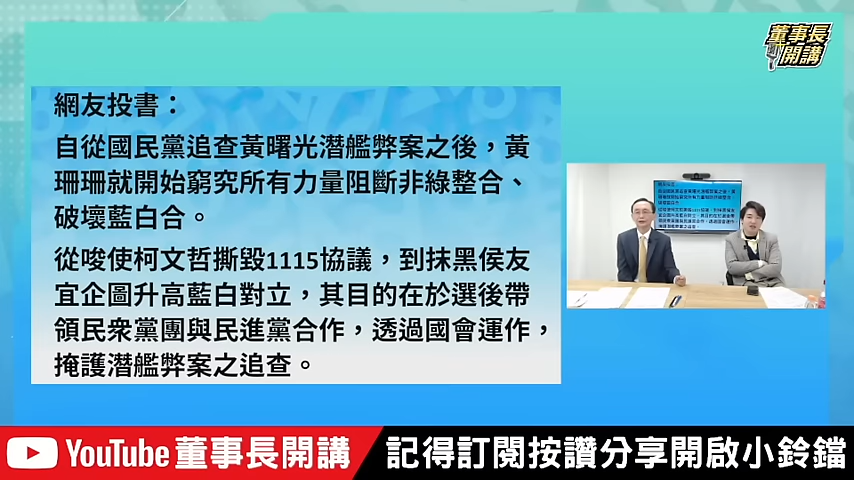 董事長
開講
網友投書：
自從國民黨追查黃曙光潛艦弊案之後，黃
珊珊就開始窮究所有力量阻斷非綠整合、
破壞藍白合。
從唆使柯文哲撕毀1115協議，到抹黑侯友
宜企圖升高藍白對立，其目的在於選後帶
領民眾黨團與民進黨合作，透過國會運作，
掩護潛艦弊案之追查。
YouTube 董事長開講
記得訂閱按讚分享開啟小鈴鐺